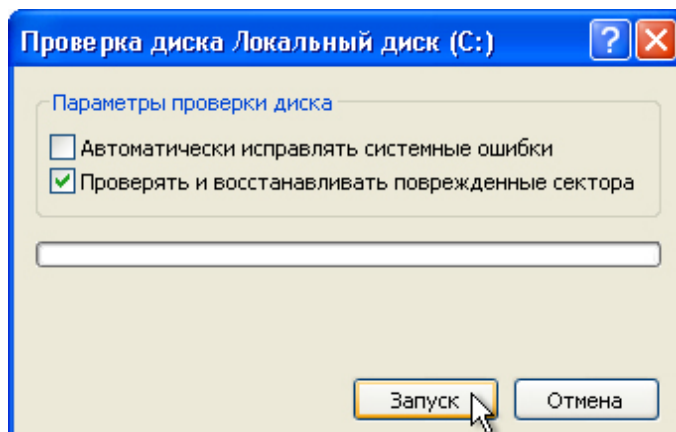 Проверка диска Локальный диск (C:)
Параметры проверки диска
Автоматически исправлять системные ошибки
Проверять и восстанавливать поврежденные сектора
Запуск Отмена